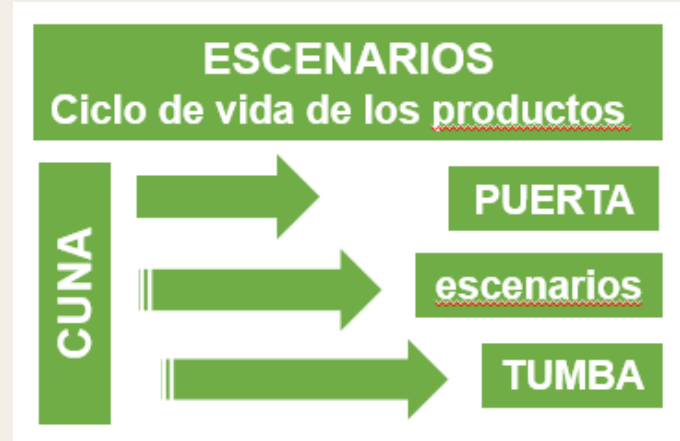 ESCENARIOS
Ciclo de vida de los productos
CUNA
PUERTA
escenarios
TUMBA